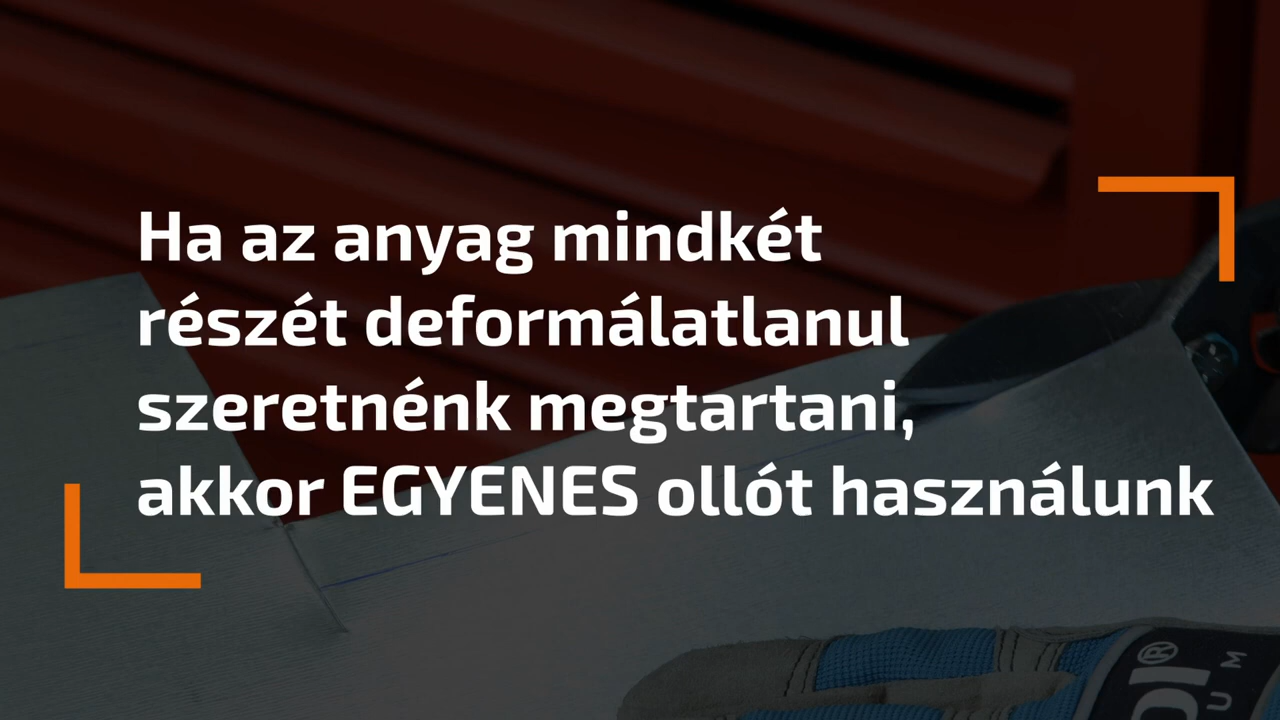 Ha az anyag mindkét
részét deformálatlanul
szeretnénk megtartani,
akkor EGYENES ollót használunk